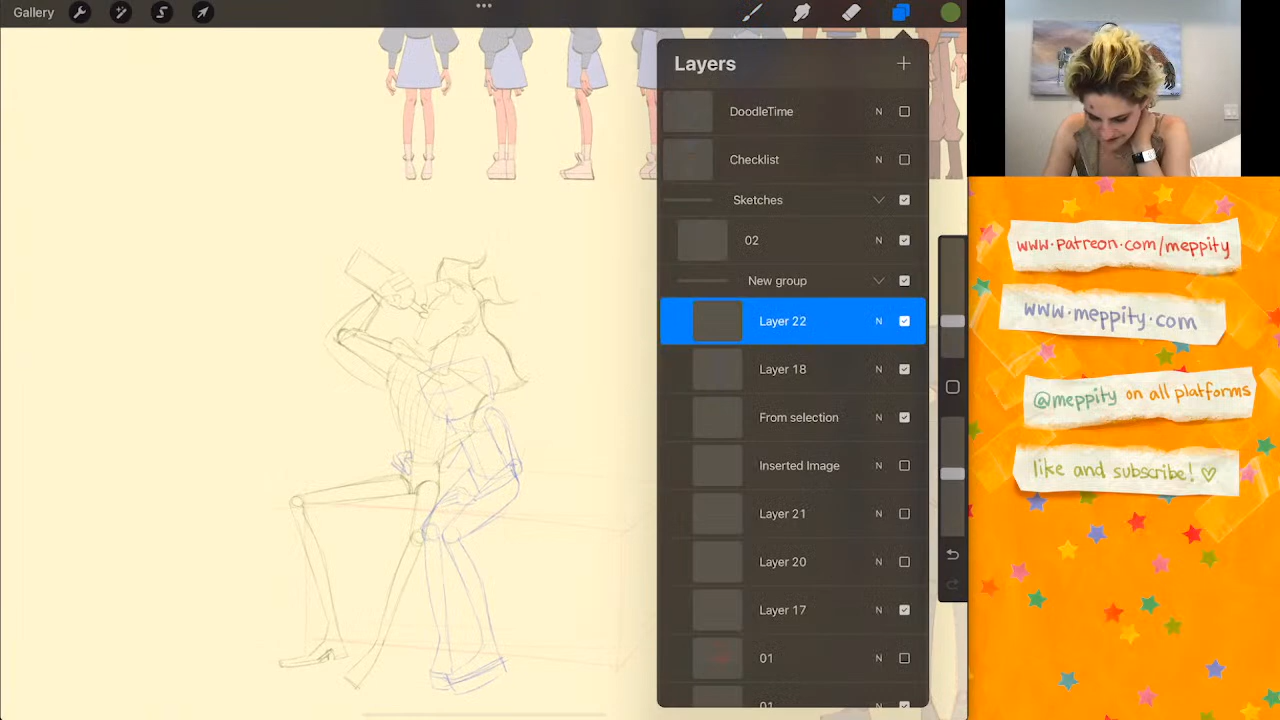 Gallery
Layers
DoodleTime N
Checklist N
Sketches
02 N
New group
Layer 22 N
Layer 18 N
From selection N
Inserted Image N
Layer 21 N
Layer 20 N
Layer 17 N
01 N
01
www.patreon.com/meppity
www.meppity.com
@meppity on all platforms
like and subscribe! ♡